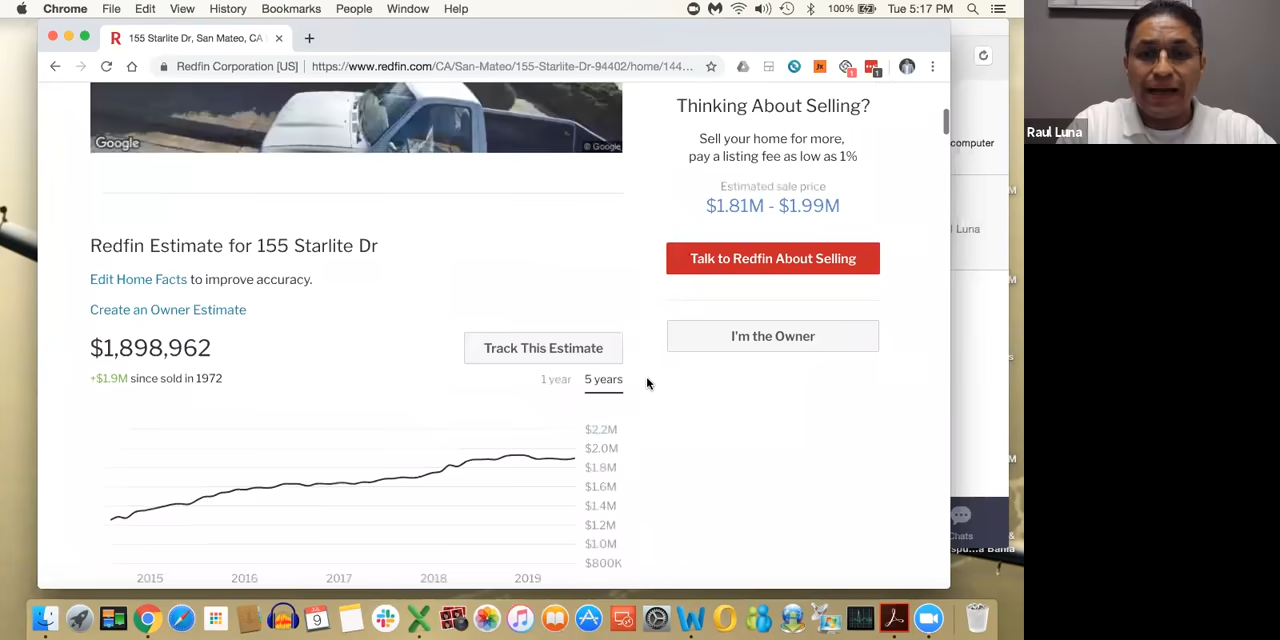 Chrome File Edit View History Bookmarks People Window Help
100% Tue 5:17 PM
R 155 Starlite Dr, San Mateo, CA
Redfin Corporation [US] https://www.redfin.com/CA/San-Mateo/155-Starlite-Dr-94402/home/144...
Jx 1 1
Google
© Google
Thinking About Selling?
Sell your home for more,
pay a listing fee as low as 1%
Estimated sale price
$1.81M - $1.99M
Talk to Redfin About Selling
I'm the Owner
Redfin Estimate for 155 Starlite Dr
Edit Home Facts to improve accuracy.
Create an Owner Estimate
$1,898,962
Track This Estimate
+$1.9M since sold in 1972
1 year 5 years
$2.2M
$2.0M
$1.8M
$1.6M
$1.4M
$1.2M
$1.0M
$800K
2015 2016 2017 2018 2019
computer
Luna
Chats
Raul Luna
9